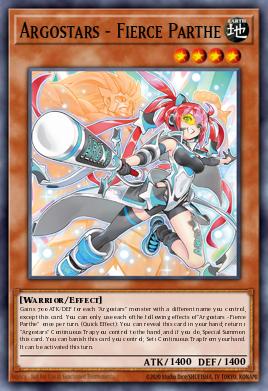 ARGOSTARS - FIERCE PARTHE
EARTH
[WARRIOR/EFFECT]
Gains 700 ATK/DEF for each "Argostars" monster with a different name you control,
except this card. You can only use each of the following effects of "Argostars - Fierce
Parthe" once per turn. (Quick Effect): You can reveal this card in your hand; return 1
"Argostars" Continuous Trap you control to the hand, and if you do, Special Summon
this card. You can banish this card you control; Set 1 Continuous Trap from your hand.
It can be activated this turn.
ATK/1400 DEF/1400